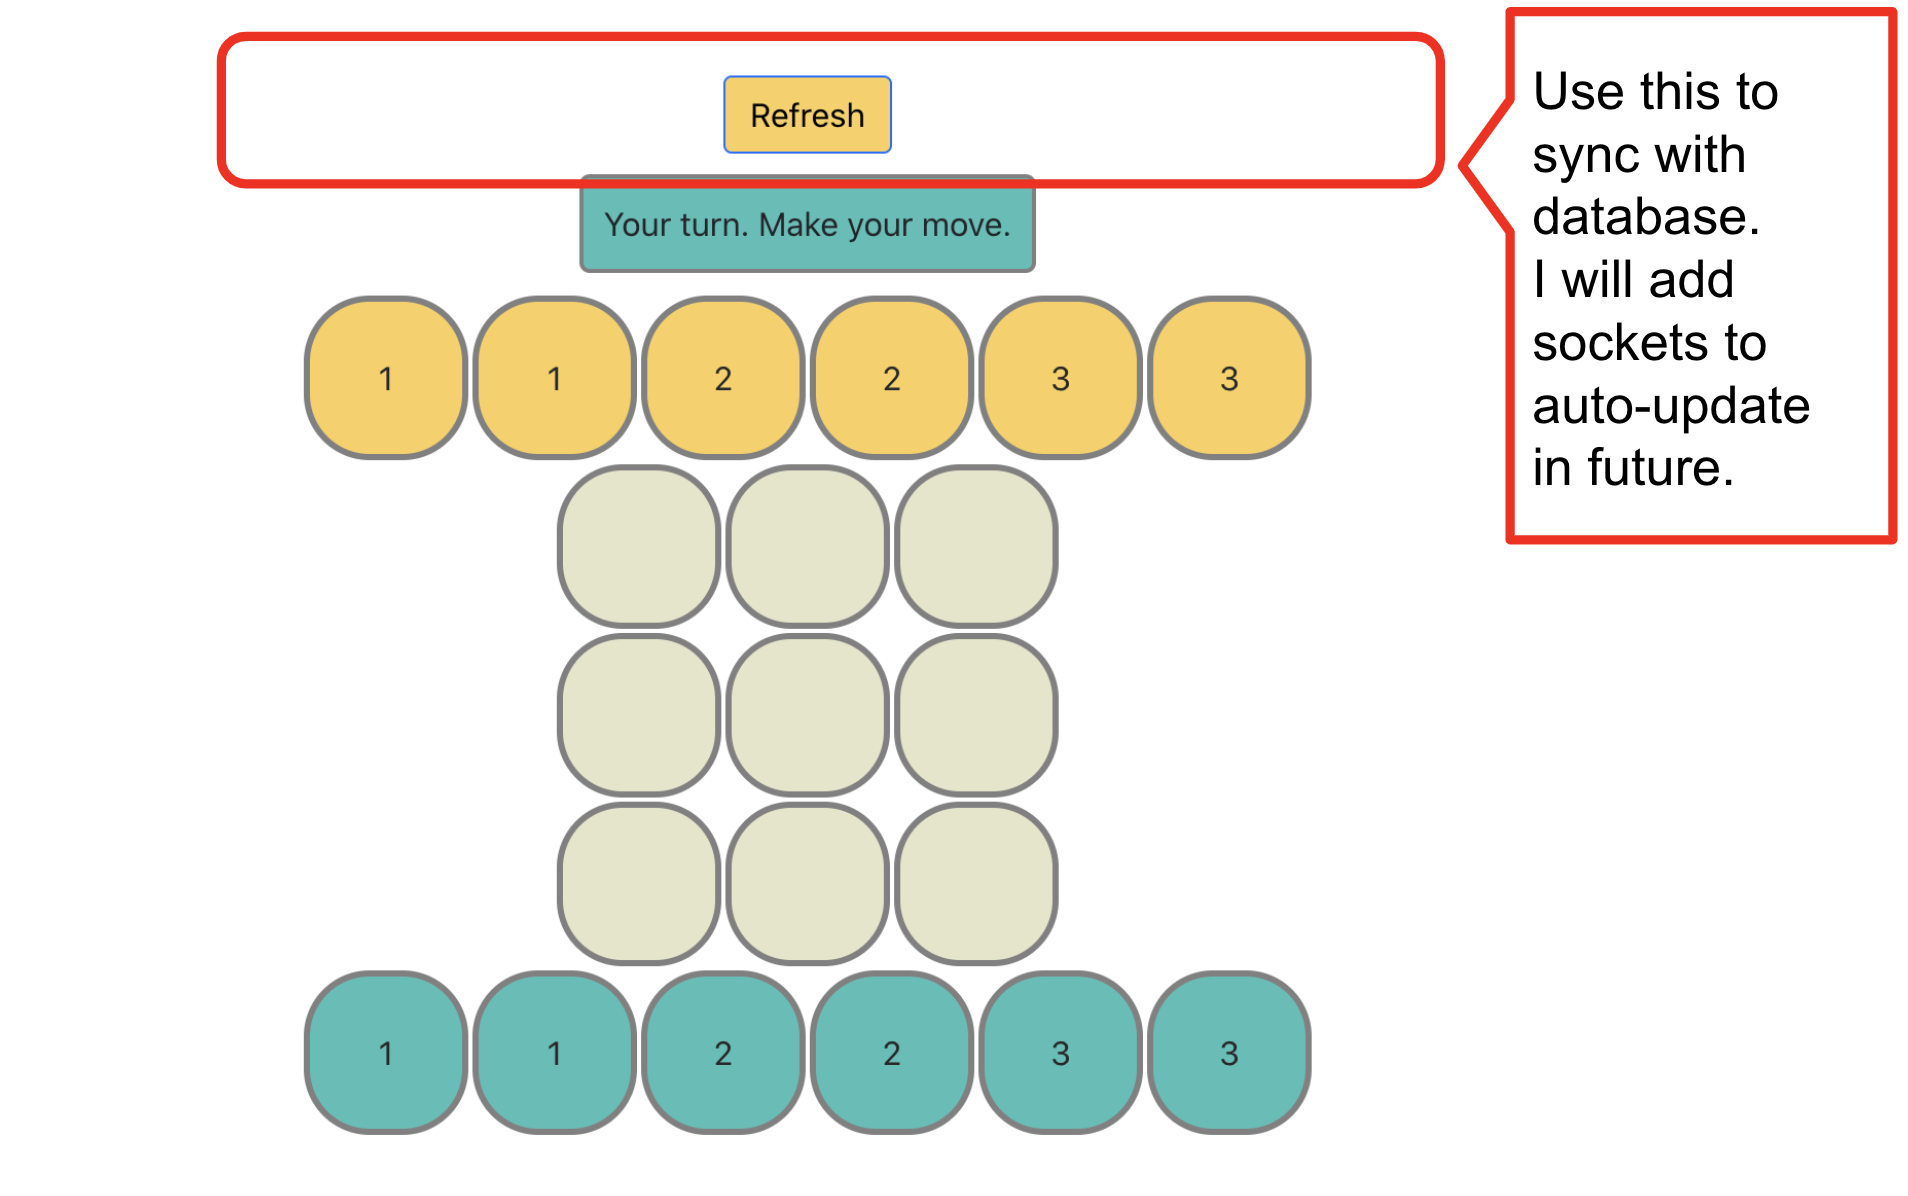 Refresh
Your turn. Make your move.
1 1 2 2 3 3
1 1 2 2 3 3
Use this to
sync with
database.
I will add
sockets to
auto-update
in future.